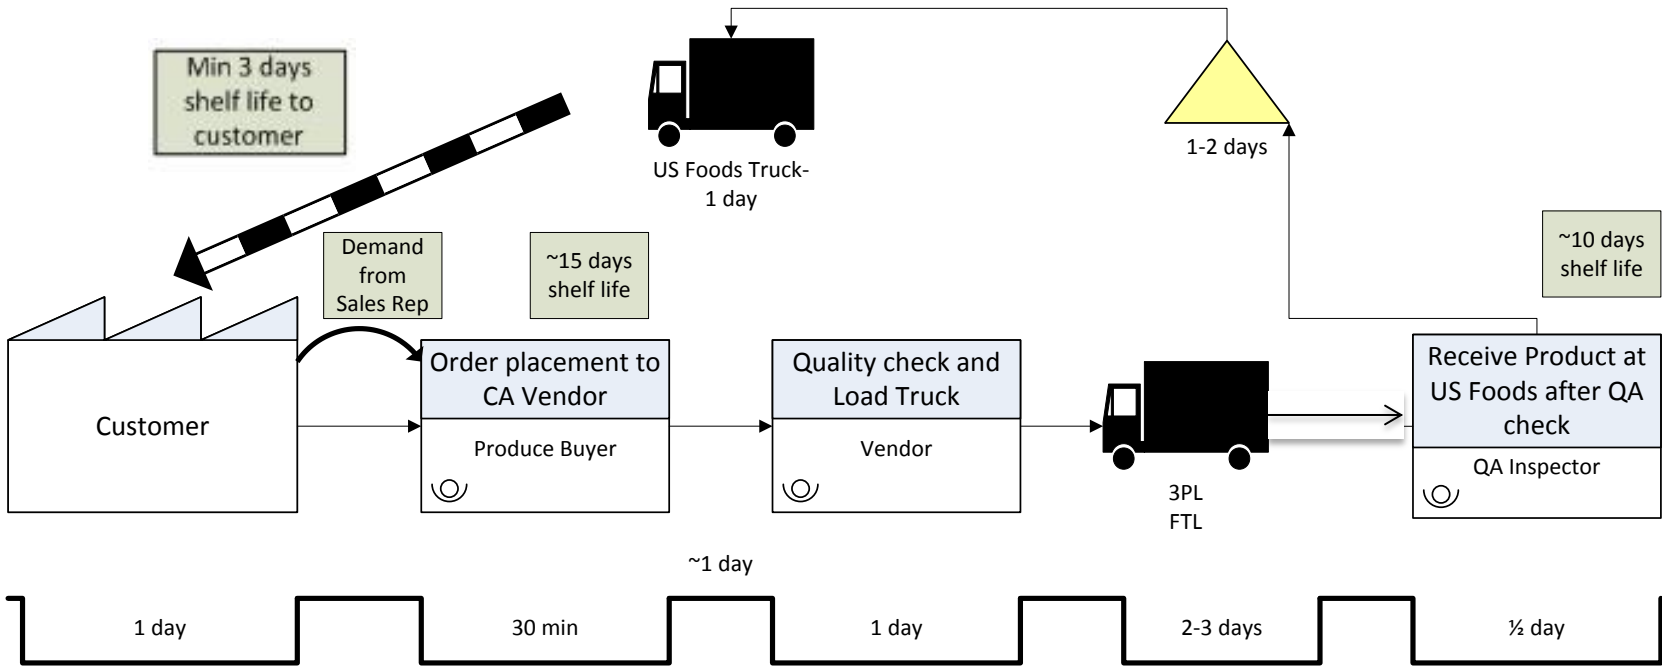 Min 3 days
shelf life to
customer
US Foods Truck-
1 day
1-2 days
Demand
from
Sales Rep
~15 days
shelf life
~10 days
shelf life
Customer
Order placement to
CA Vendor
Produce Buyer
Quality check and
Load Truck
Vendor
3PL
FTL
Receive Product at
US Foods after QA
check
QA Inspector
~1 day
1 day
30 min
1 day
2-3 days
½ day